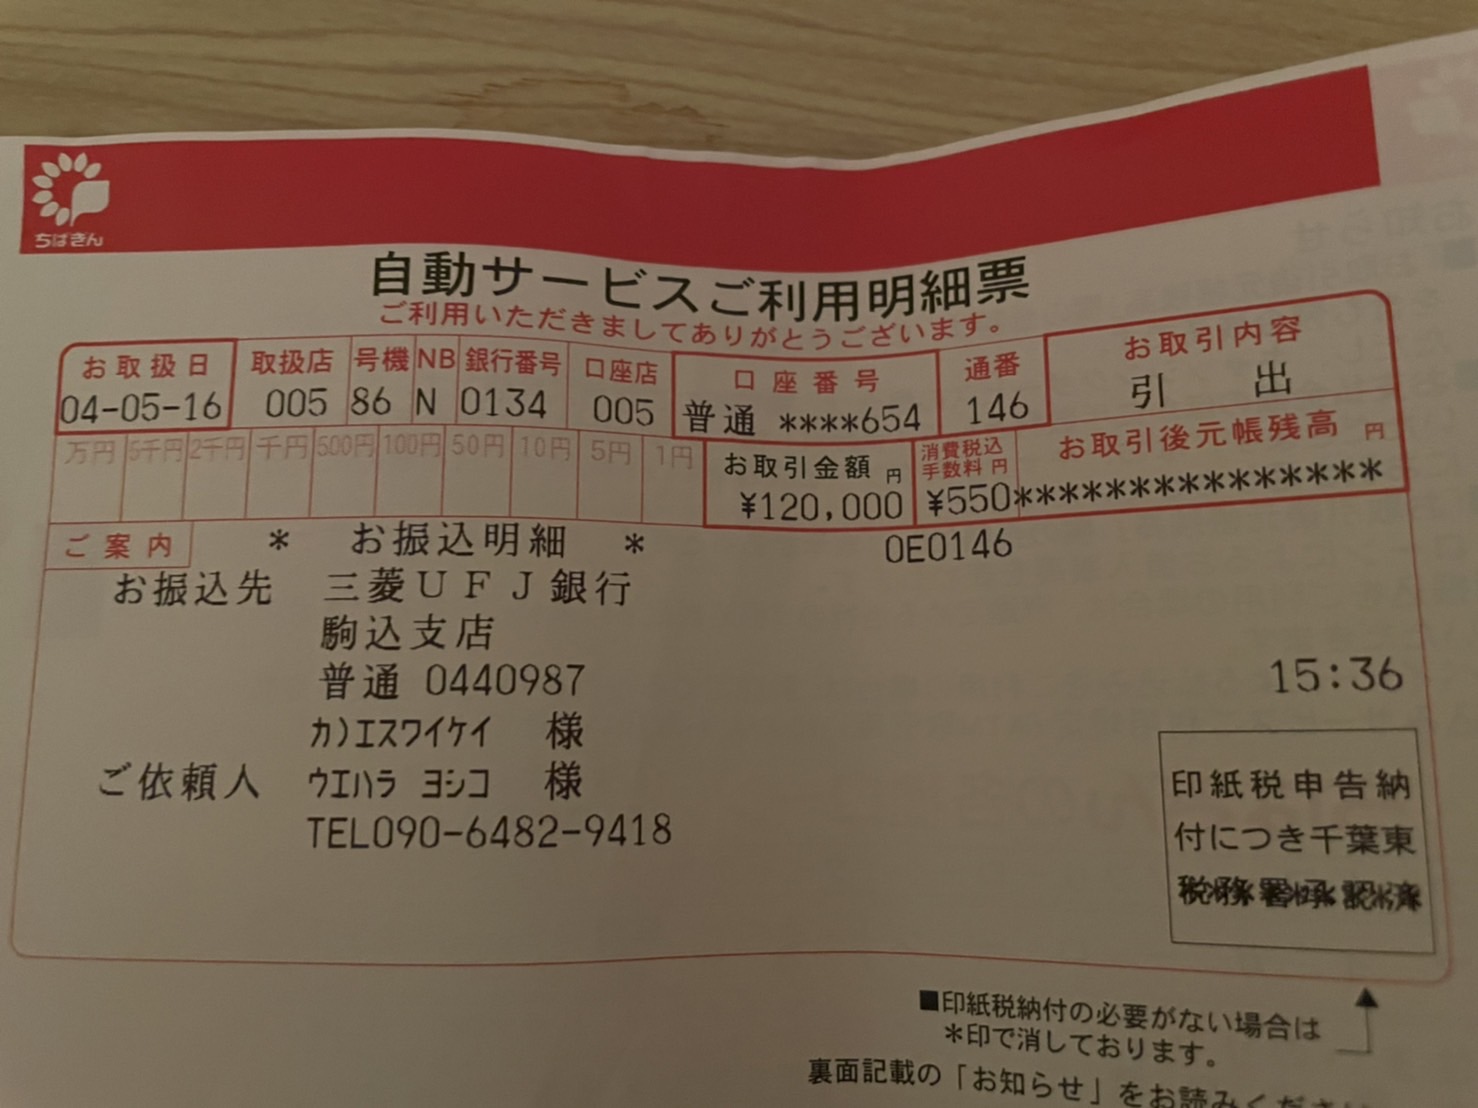 ちばぎん
自動サービスご利用明細票
ご利用いただきましてありがとうございます。
お取扱日 取扱店 号機 NB 銀行番号 口座店 口座番号 通番 お取引内容
04-05-16 005 86 N 0134 005 普通 ****654 146 引 出
万円 5千円 2千円 千円 500円 100円 50円 10円 5円 1円 お取引金額 円 消費税込手数料 円 お取引後元帳残高 円
¥120,000 ¥550***************
ご案内 * お振込明細 * 0E0146
お振込先 三菱UFJ銀行
駒込支店
普通 0440987
15:36
カ)エスワイケイ 様
ご依頼人 ウエハラ ヨシコ 様
TEL090-6482-9418
印紙税申告納
付につき千葉東
税務署承認済
■印紙税納付の必要がない場合は
*印で消しております。
裏面記載の「お知らせ」をお読みください